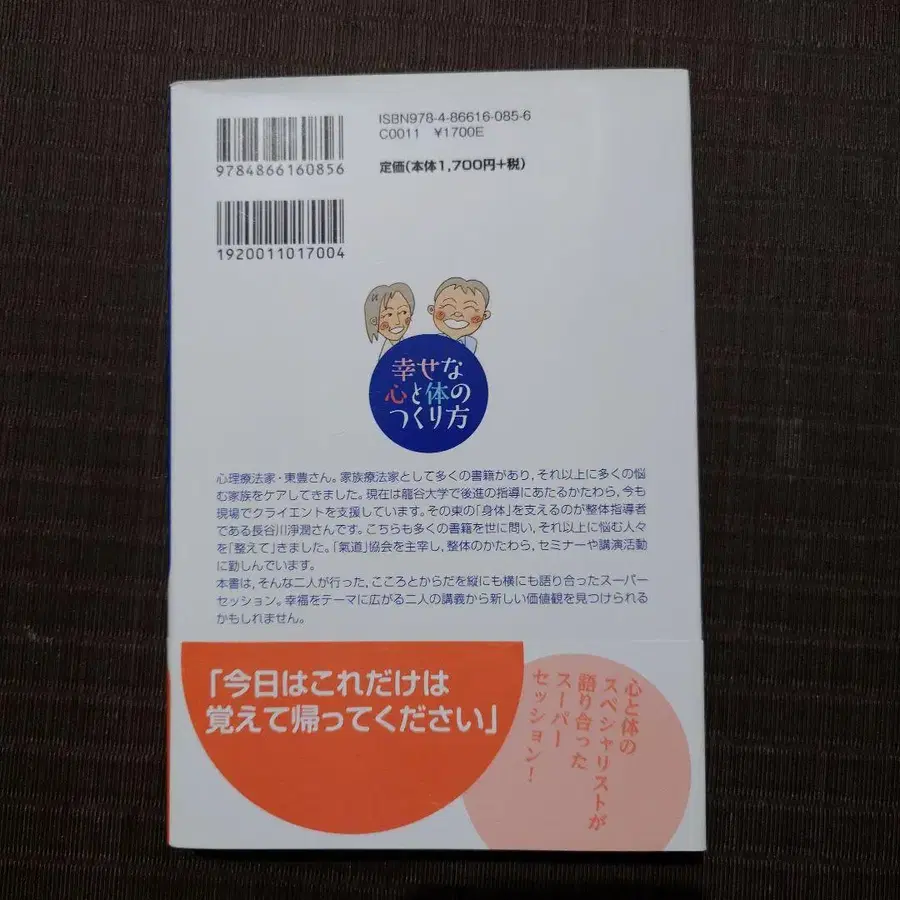 ISBN978-4-86616-085-6
C0011 ¥1700E
9784866160856
定価(本体1,700円+税)
1920011017004
幸せな
心と体の
つくり方
心理療法家・東豊さん。家族療法家として多くの書籍があり,それ以上に多くの悩
む家族をケアしてきました。現在は龍谷大学で後進の指導にあたるかたわら,今も
現場でクライエントを支援しています。その東の「身体」を支えるのが整体指導者
である長谷川淨潤さんです。こちらも多くの書籍を世に問い,それ以上に悩む人々
を「整えて」きました。「氣道」協会を主宰し,整体のかたわら,セミナーや講演活動
に勤しんでいます。
本書は,そんな二人が行った,こころとからだを縦にも横にも語り合ったスーパー
セッション。幸福をテーマに広がる二人の講義から新しい価値観を見つけられる
かもしれません。
「今日はこれだけは
覚えて帰ってください」
心と体の
スペシャリストが
語り合った
スーパー
セッション!